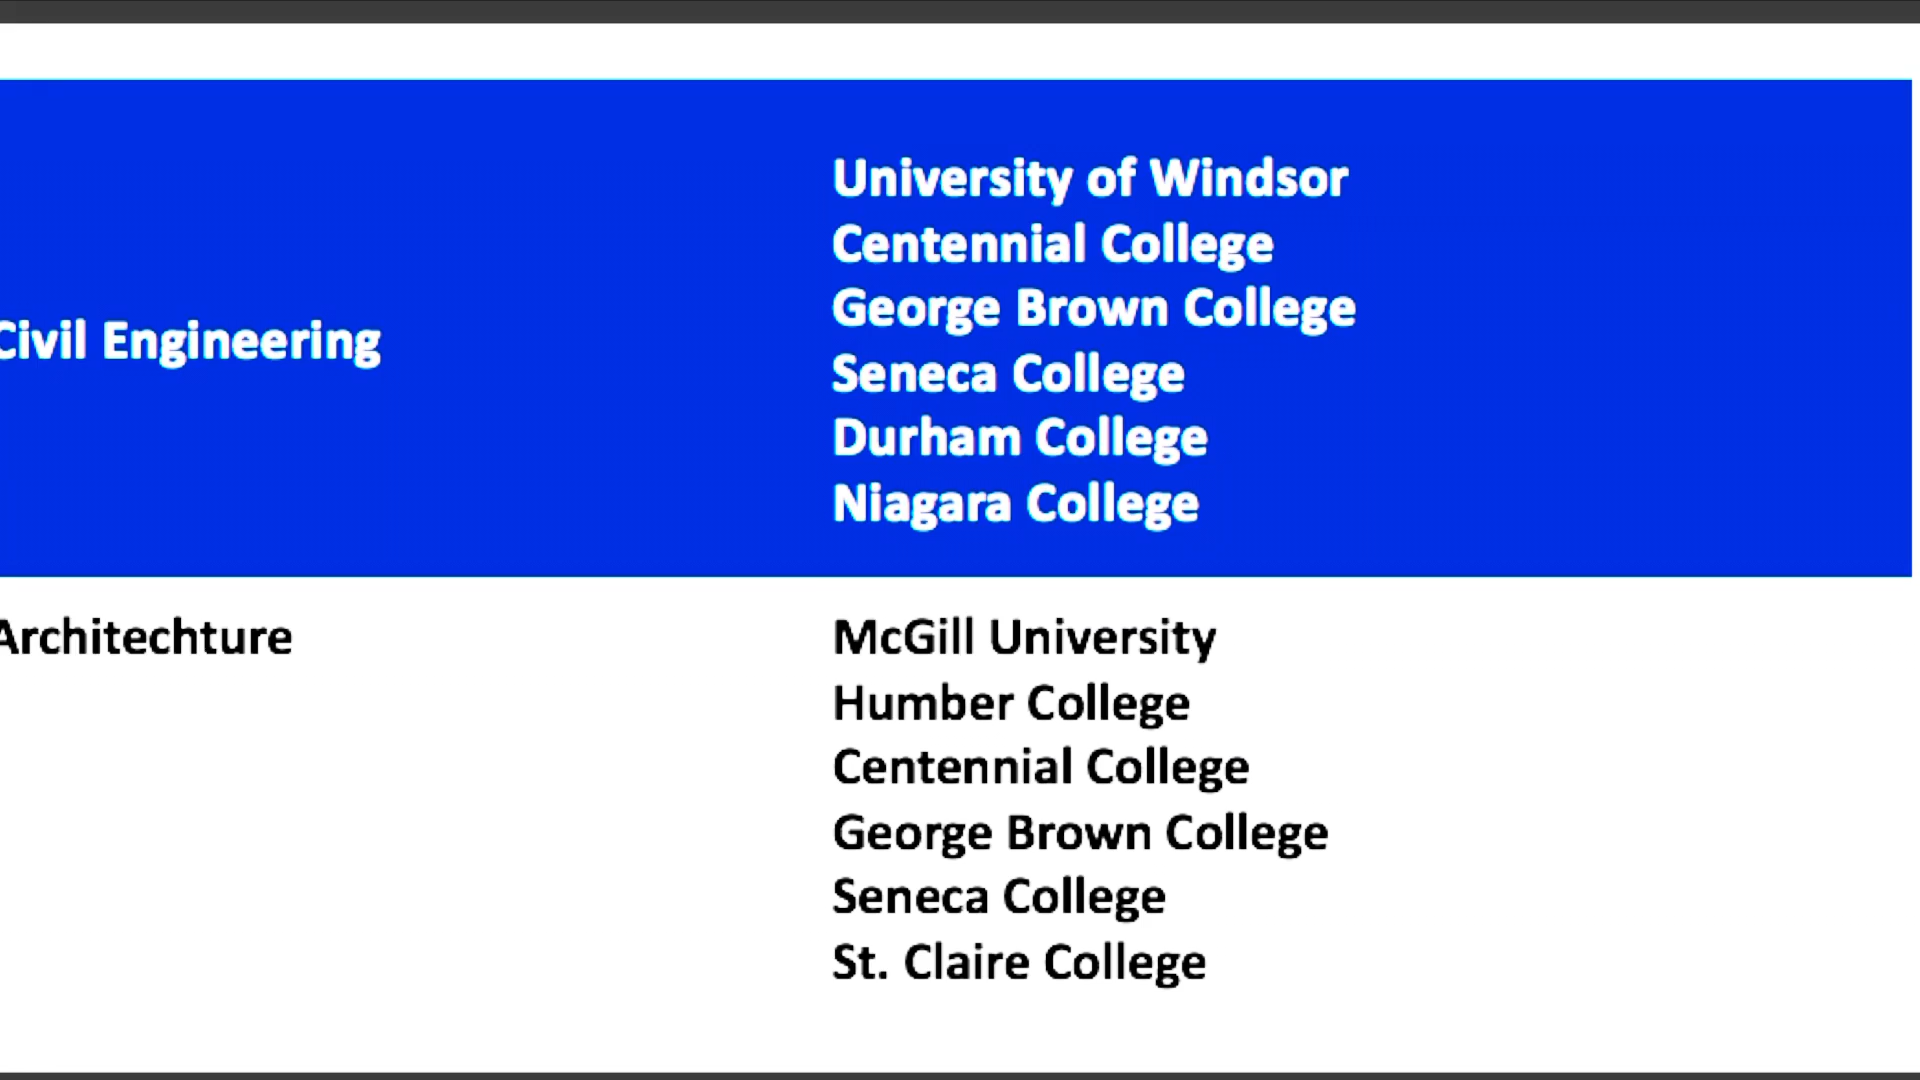 Civil Engineering
University of Windsor
Centennial College
George Brown College
Seneca College
Durham College
Niagara College
Architechture
McGill University
Humber College
Centennial College
George Brown College
Seneca College
St. Claire College